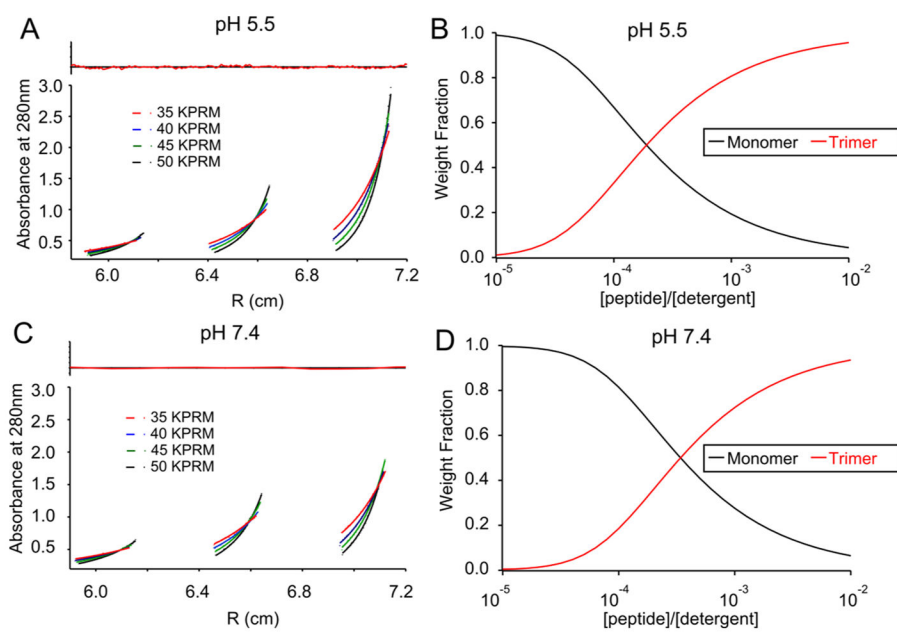 A
pH 5.5
Absorbance at 280nm
3.0
2.5
2.0
1.5
1.0
0.5
35 KPRM
40 KPRM
45 KPRM
50 KPRM
6.0
6.4
6.8
7.2
R (cm)
B
pH 5.5
Weight Fraction
1.0
0.8
0.6
0.4
0.2
0.0
Monomer Trimer
10-5
10-4
10-3
10-2
[peptide]/[detergent]
C
pH 7.4
Absorbance at 280nm
3.0
2.5
2.0
1.5
1.0
0.5
35 KPRM
40 KPRM
45 KPRM
50 KPRM
6.0
6.4
6.8
7.2
R (cm)
D
pH 7.4
Weight Fraction
1.0
0.8
0.6
0.4
0.2
0.0
Monomer Trimer
10-5
10-4
10-3
10-2
[peptide]/[detergent]